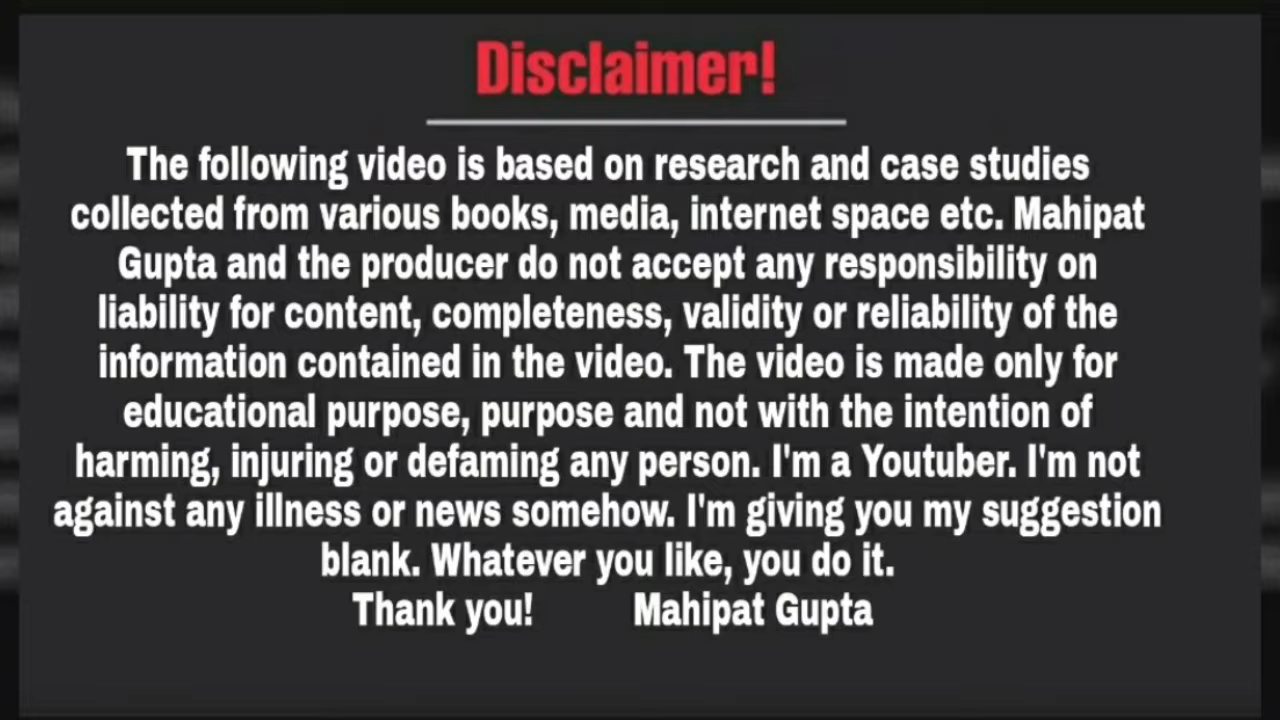 Disclaimer!
The following video is based on research and case studies
collected from various books, media, internet space etc. Mahipat
Gupta and the producer do not accept any responsibility on
liability for content, completeness, validity or reliability of the
information contained in the video. The video is made only for
educational purpose, purpose and not with the intention of
harming, injuring or defaming any person. I'm a Youtuber. I'm not
against any illness or news somehow. I'm giving you my suggestion
blank. Whatever you like, you do it.
Thank you! Mahipat Gupta